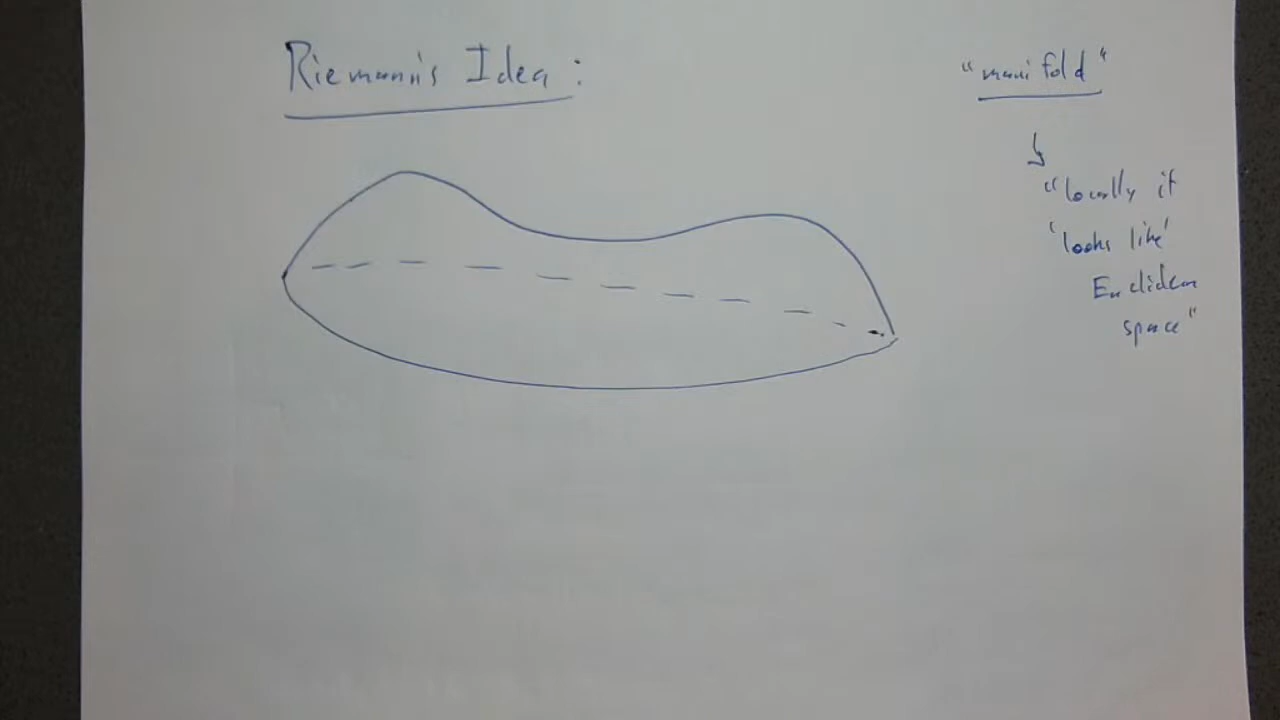 Riemann's Idea :
"manifold"
"locally it
'looks like'
Euclidean
space"